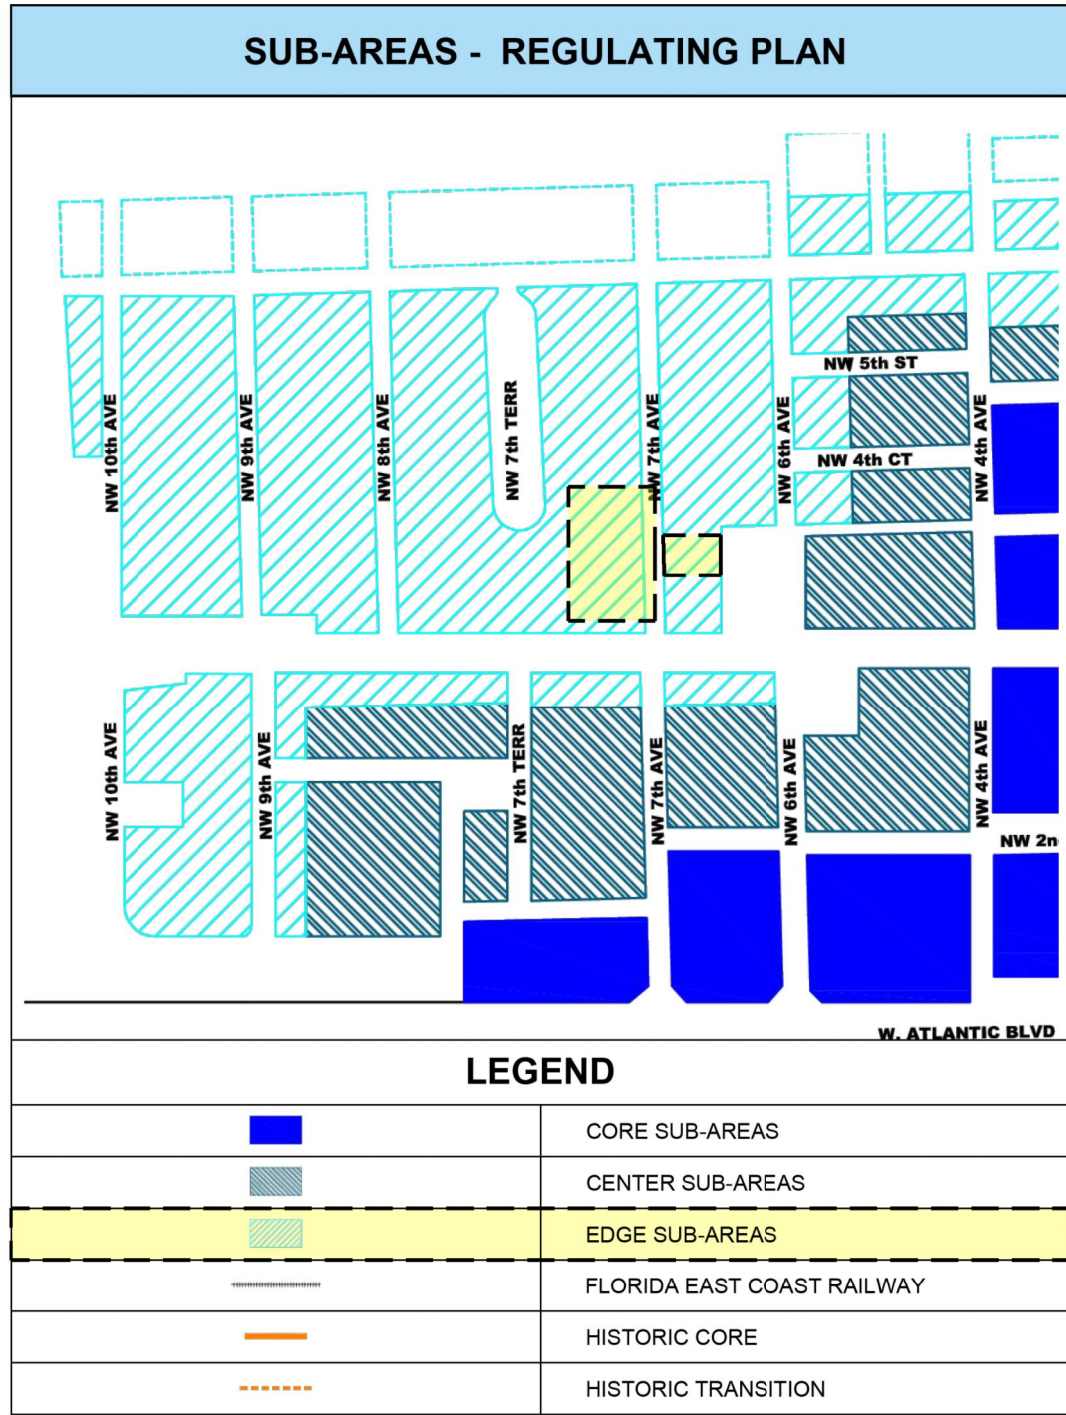 SUB-AREAS - REGULATING PLAN
NW 5th ST
NW 4th CT
NW 10th AVE
NW 9th AVE
NW 8th AVE
NW 7th TERR
NW 7th AVE
NW 6th AVE
NW 4th AVE
NW 10th AVE
NW 9th AVE
NW 7th TERR
NW 7th AVE
NW 6th AVE
NW 4th AVE
NW 2n
W. ATLANTIC BLVD
LEGEND
CORE SUB-AREAS
CENTER SUB-AREAS
EDGE SUB-AREAS
FLORIDA EAST COAST RAILWAY
HISTORIC CORE
HISTORIC TRANSITION